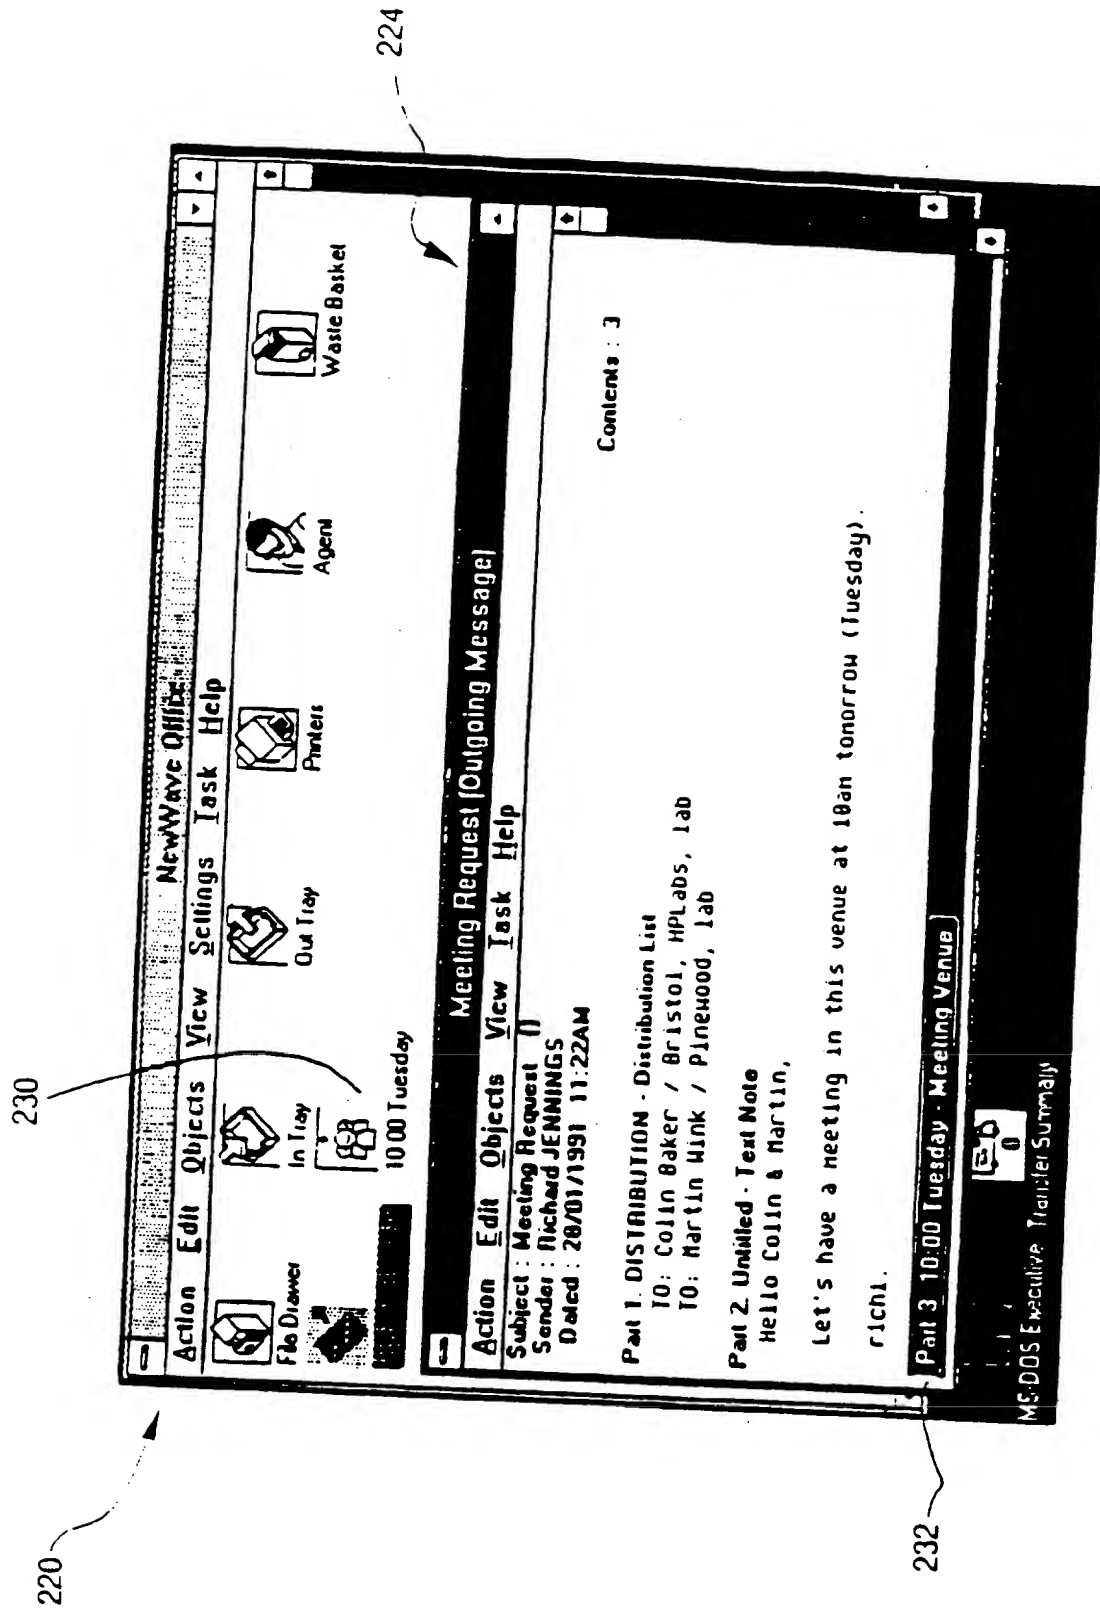 220
230
224
NewWave Office
Action Edit Objects View Settings Task Help
File Drawer
In Tray
Out Tray
Printers
Agent
Waste Basket
10:00 Tuesday
Meeting Request [Outgoing Message]
Action Edit Objects View Task Help
Subject : Meeting Request
Sender : Richard JENNINGS
Dated : 28/01/1991 11:22AM
Contents : 3
Part 1. DISTRIBUTION - Distribution List
TO: Colin Baker / Bristol, HPLabs, lab
TO: Martin Wink / Pinewood, lab
Part 2. Untitled - Text Note
Hello Colin & Martin,
Let's have a meeting in this venue at 10am tomorrow (Tuesday).
richi.
Part 3 10:00 Tuesday - Meeting Venue
232
MS-DOS Executive Transfer Summary